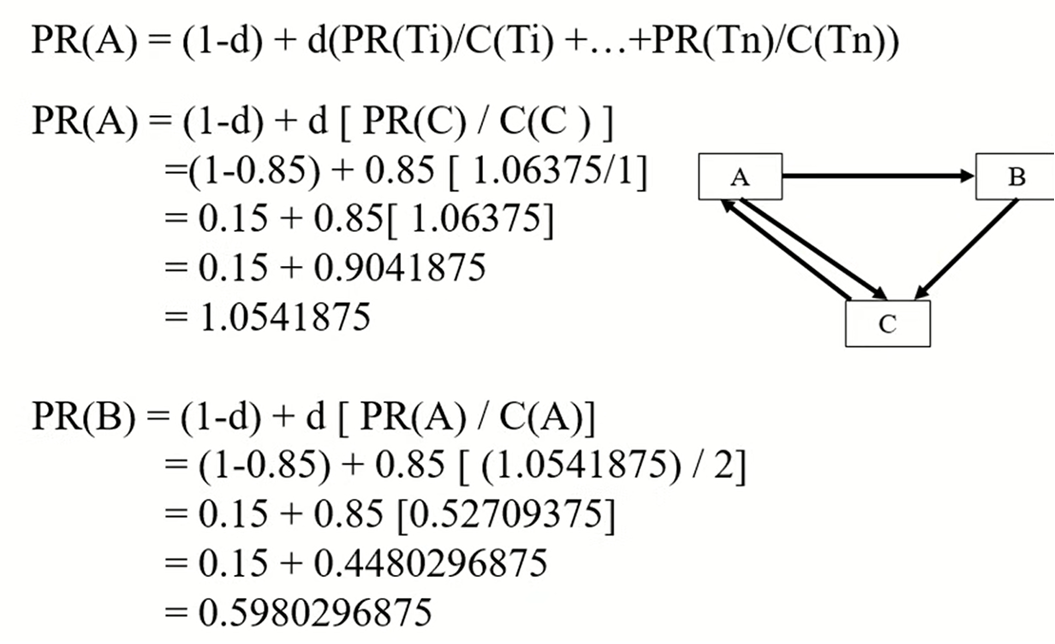 PR(A) = (1-d) + d(PR(Ti)/C(Ti) +...+PR(Tn)/C(Tn))
PR(A) = (1-d) + d [ PR(C) / C(C ) ]
=(1-0.85) + 0.85 [ 1.06375/1]
= 0.15 + 0.85[ 1.06375]
= 0.15 + 0.9041875
= 1.0541875
A
B
C
PR(B) = (1-d) + d [ PR(A) / C(A)]
= (1-0.85) + 0.85 [ (1.0541875) / 2]
= 0.15 + 0.85 [0.52709375]
= 0.15 + 0.4480296875
= 0.5980296875